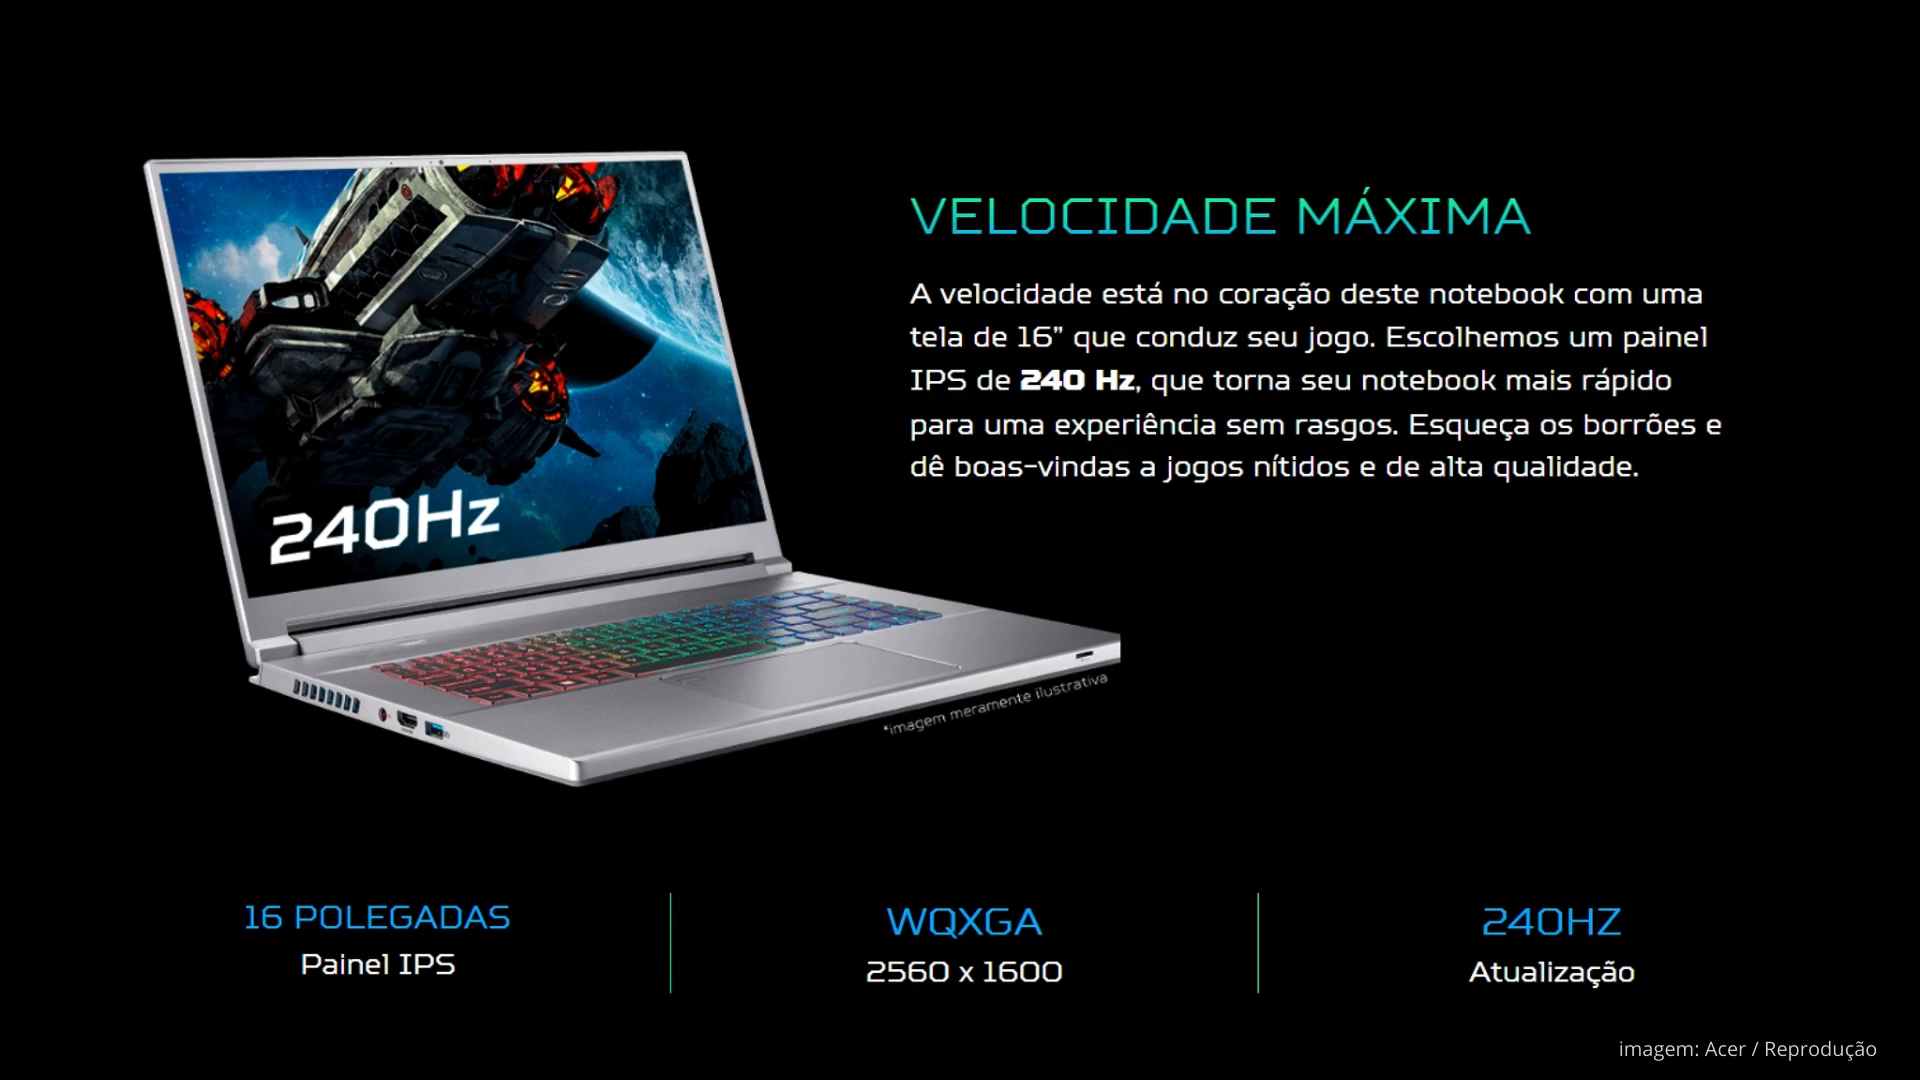 VELOCIDADE MÁXIMA
A velocidade está no coração deste notebook com uma
tela de 16” que conduz seu jogo. Escolhemos um painel
IPS de 240 Hz, que torna seu notebook mais rápido
para uma experiência sem rasgos. Esqueça os borrões e
dê boas-vindas a jogos nítidos e de alta qualidade.
240Hz
*imagem meramente ilustrativa
16 POLEGADAS
Painel IPS
WQXGA
2560 x 1600
240HZ
Atualização
imagem: Acer / Reprodução